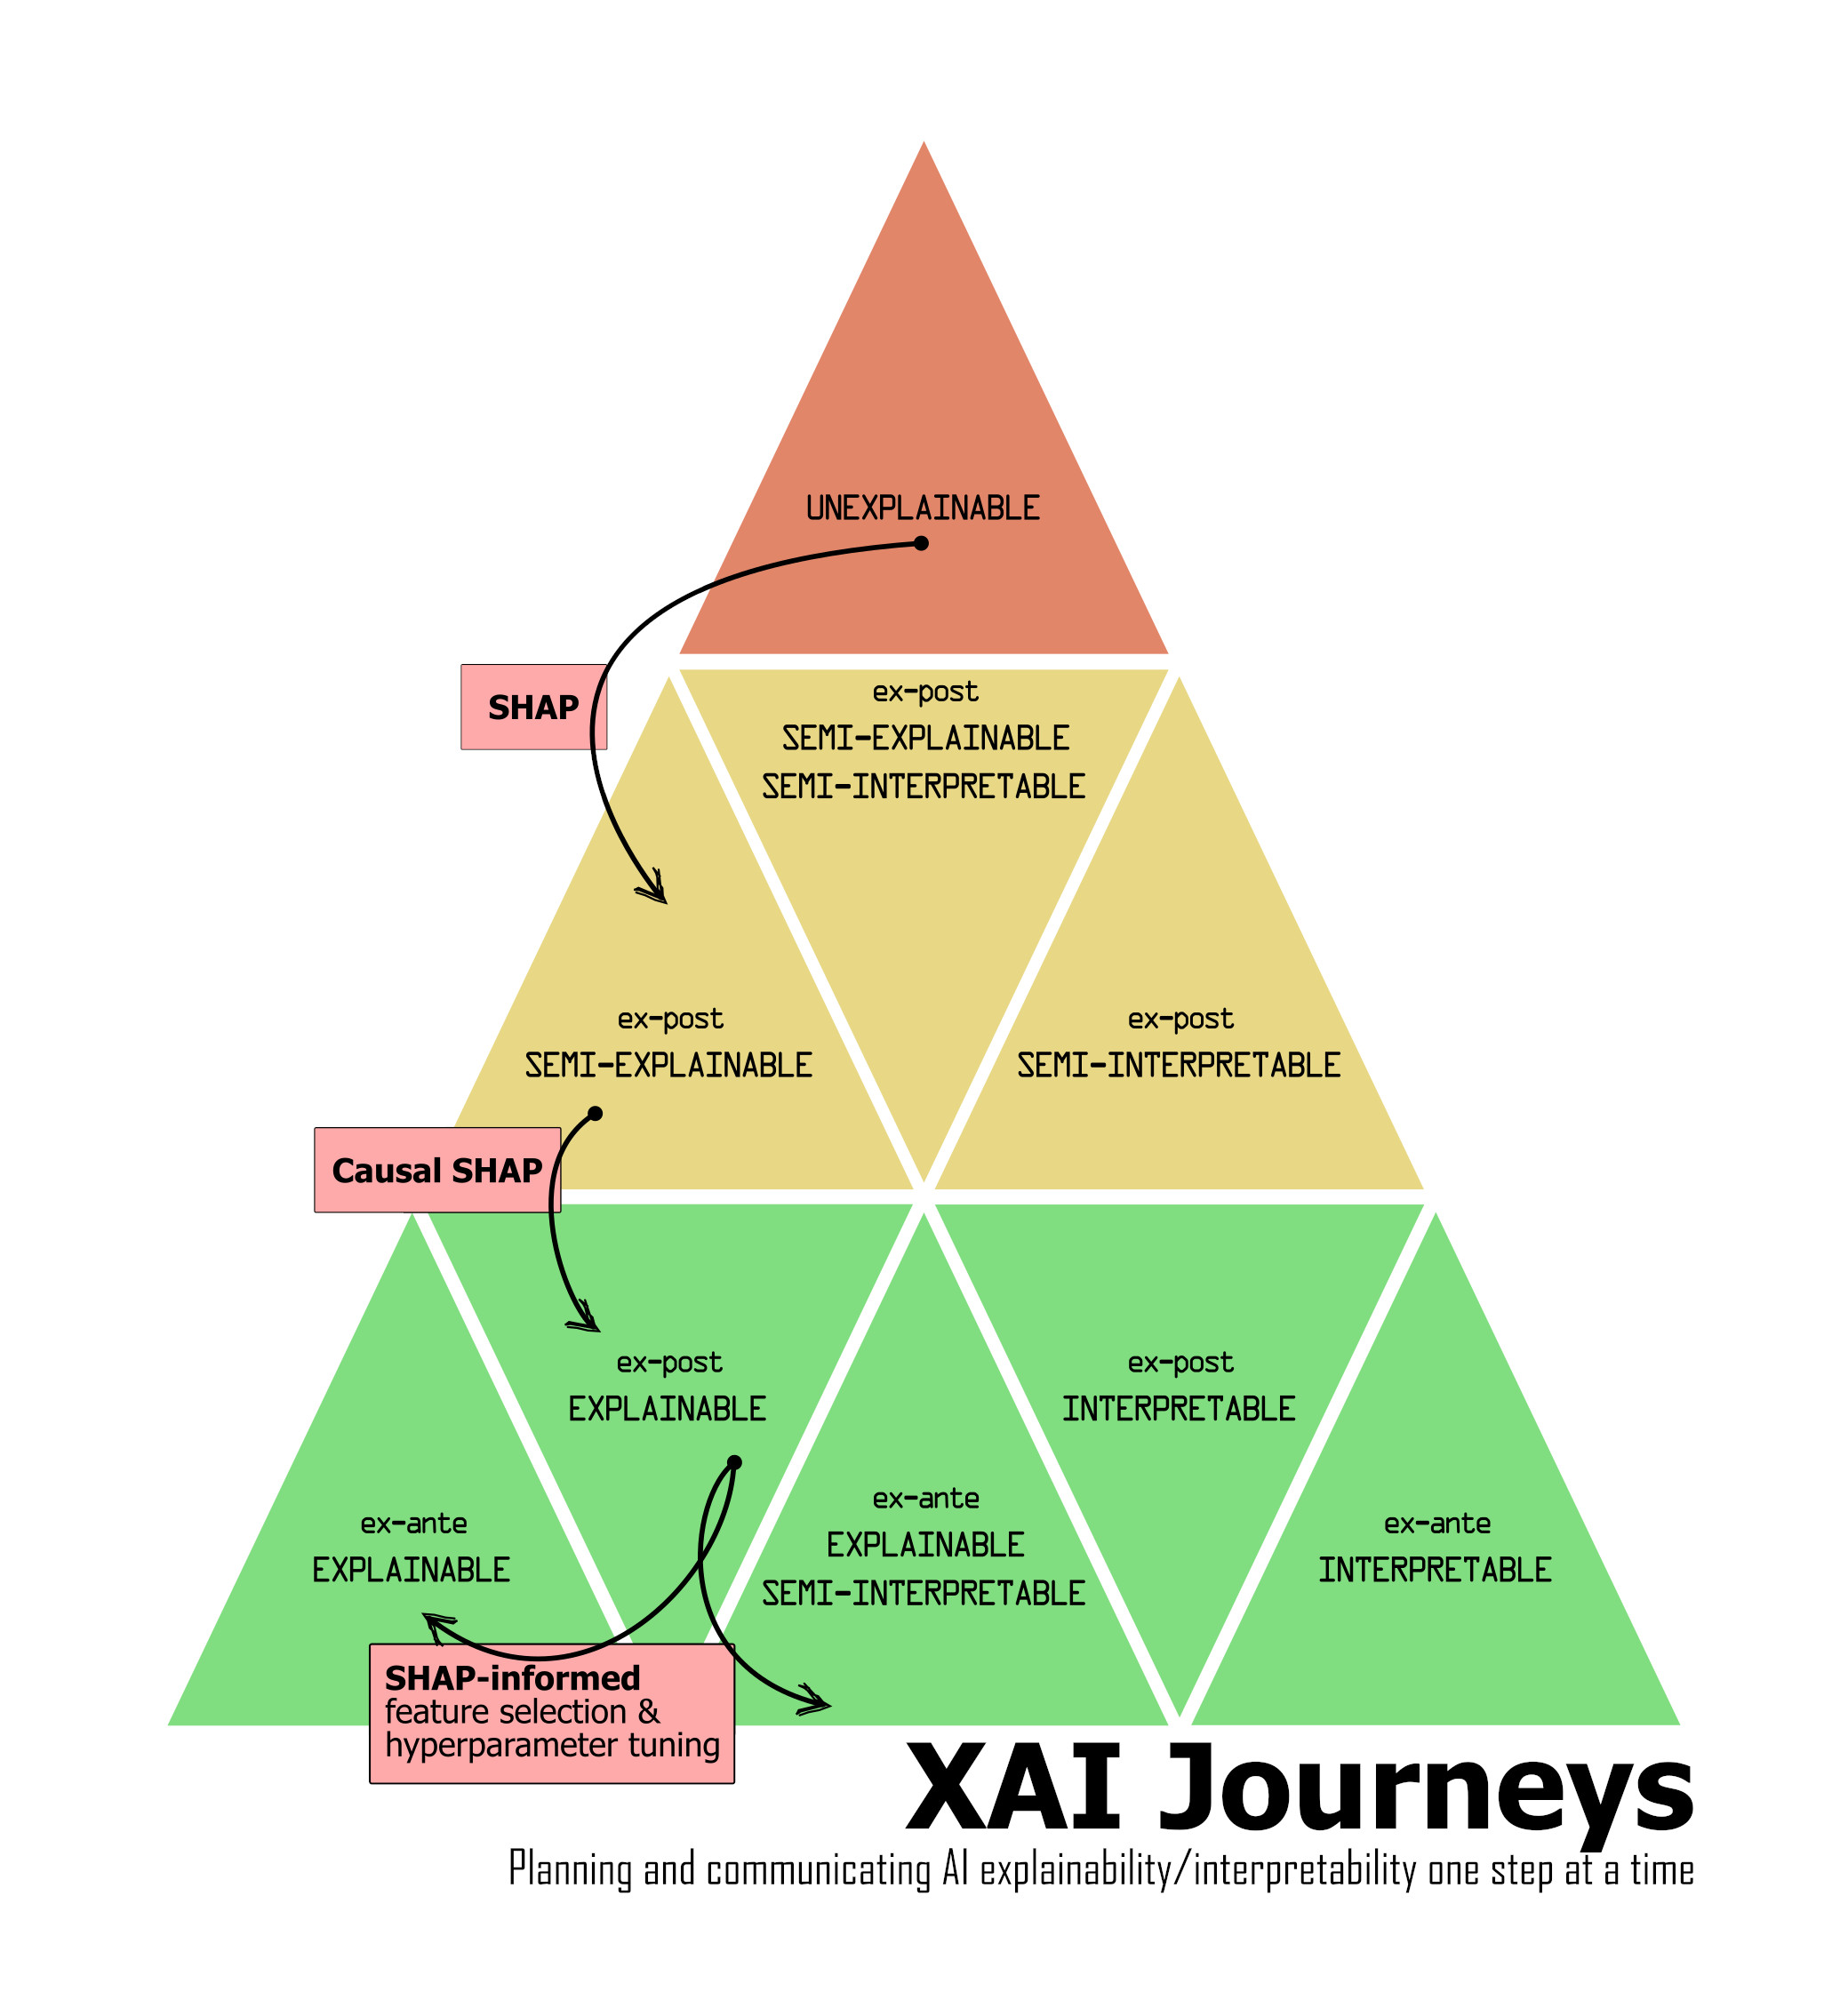 UNEXPLAINABLE
SHAP
ex-post
SEMI-EXPLAINABLE
SEMI-INTERPRETABLE
ex-post
SEMI-EXPLAINABLE
ex-post
SEMI-INTERPRETABLE
Causal SHAP
ex-post
EXPLAINABLE
ex-post
INTERPRETABLE
ex-ante
EXPLAINABLE
ex-ante
EXPLAINABLE
SEMI-INTERPRETABLE
ex-ante
INTERPRETABLE
SHAP-informed
feature selection &
hyperparameter tuning
XAI Journeys
Planning and communicating AI explainability/interpretability one step at a time